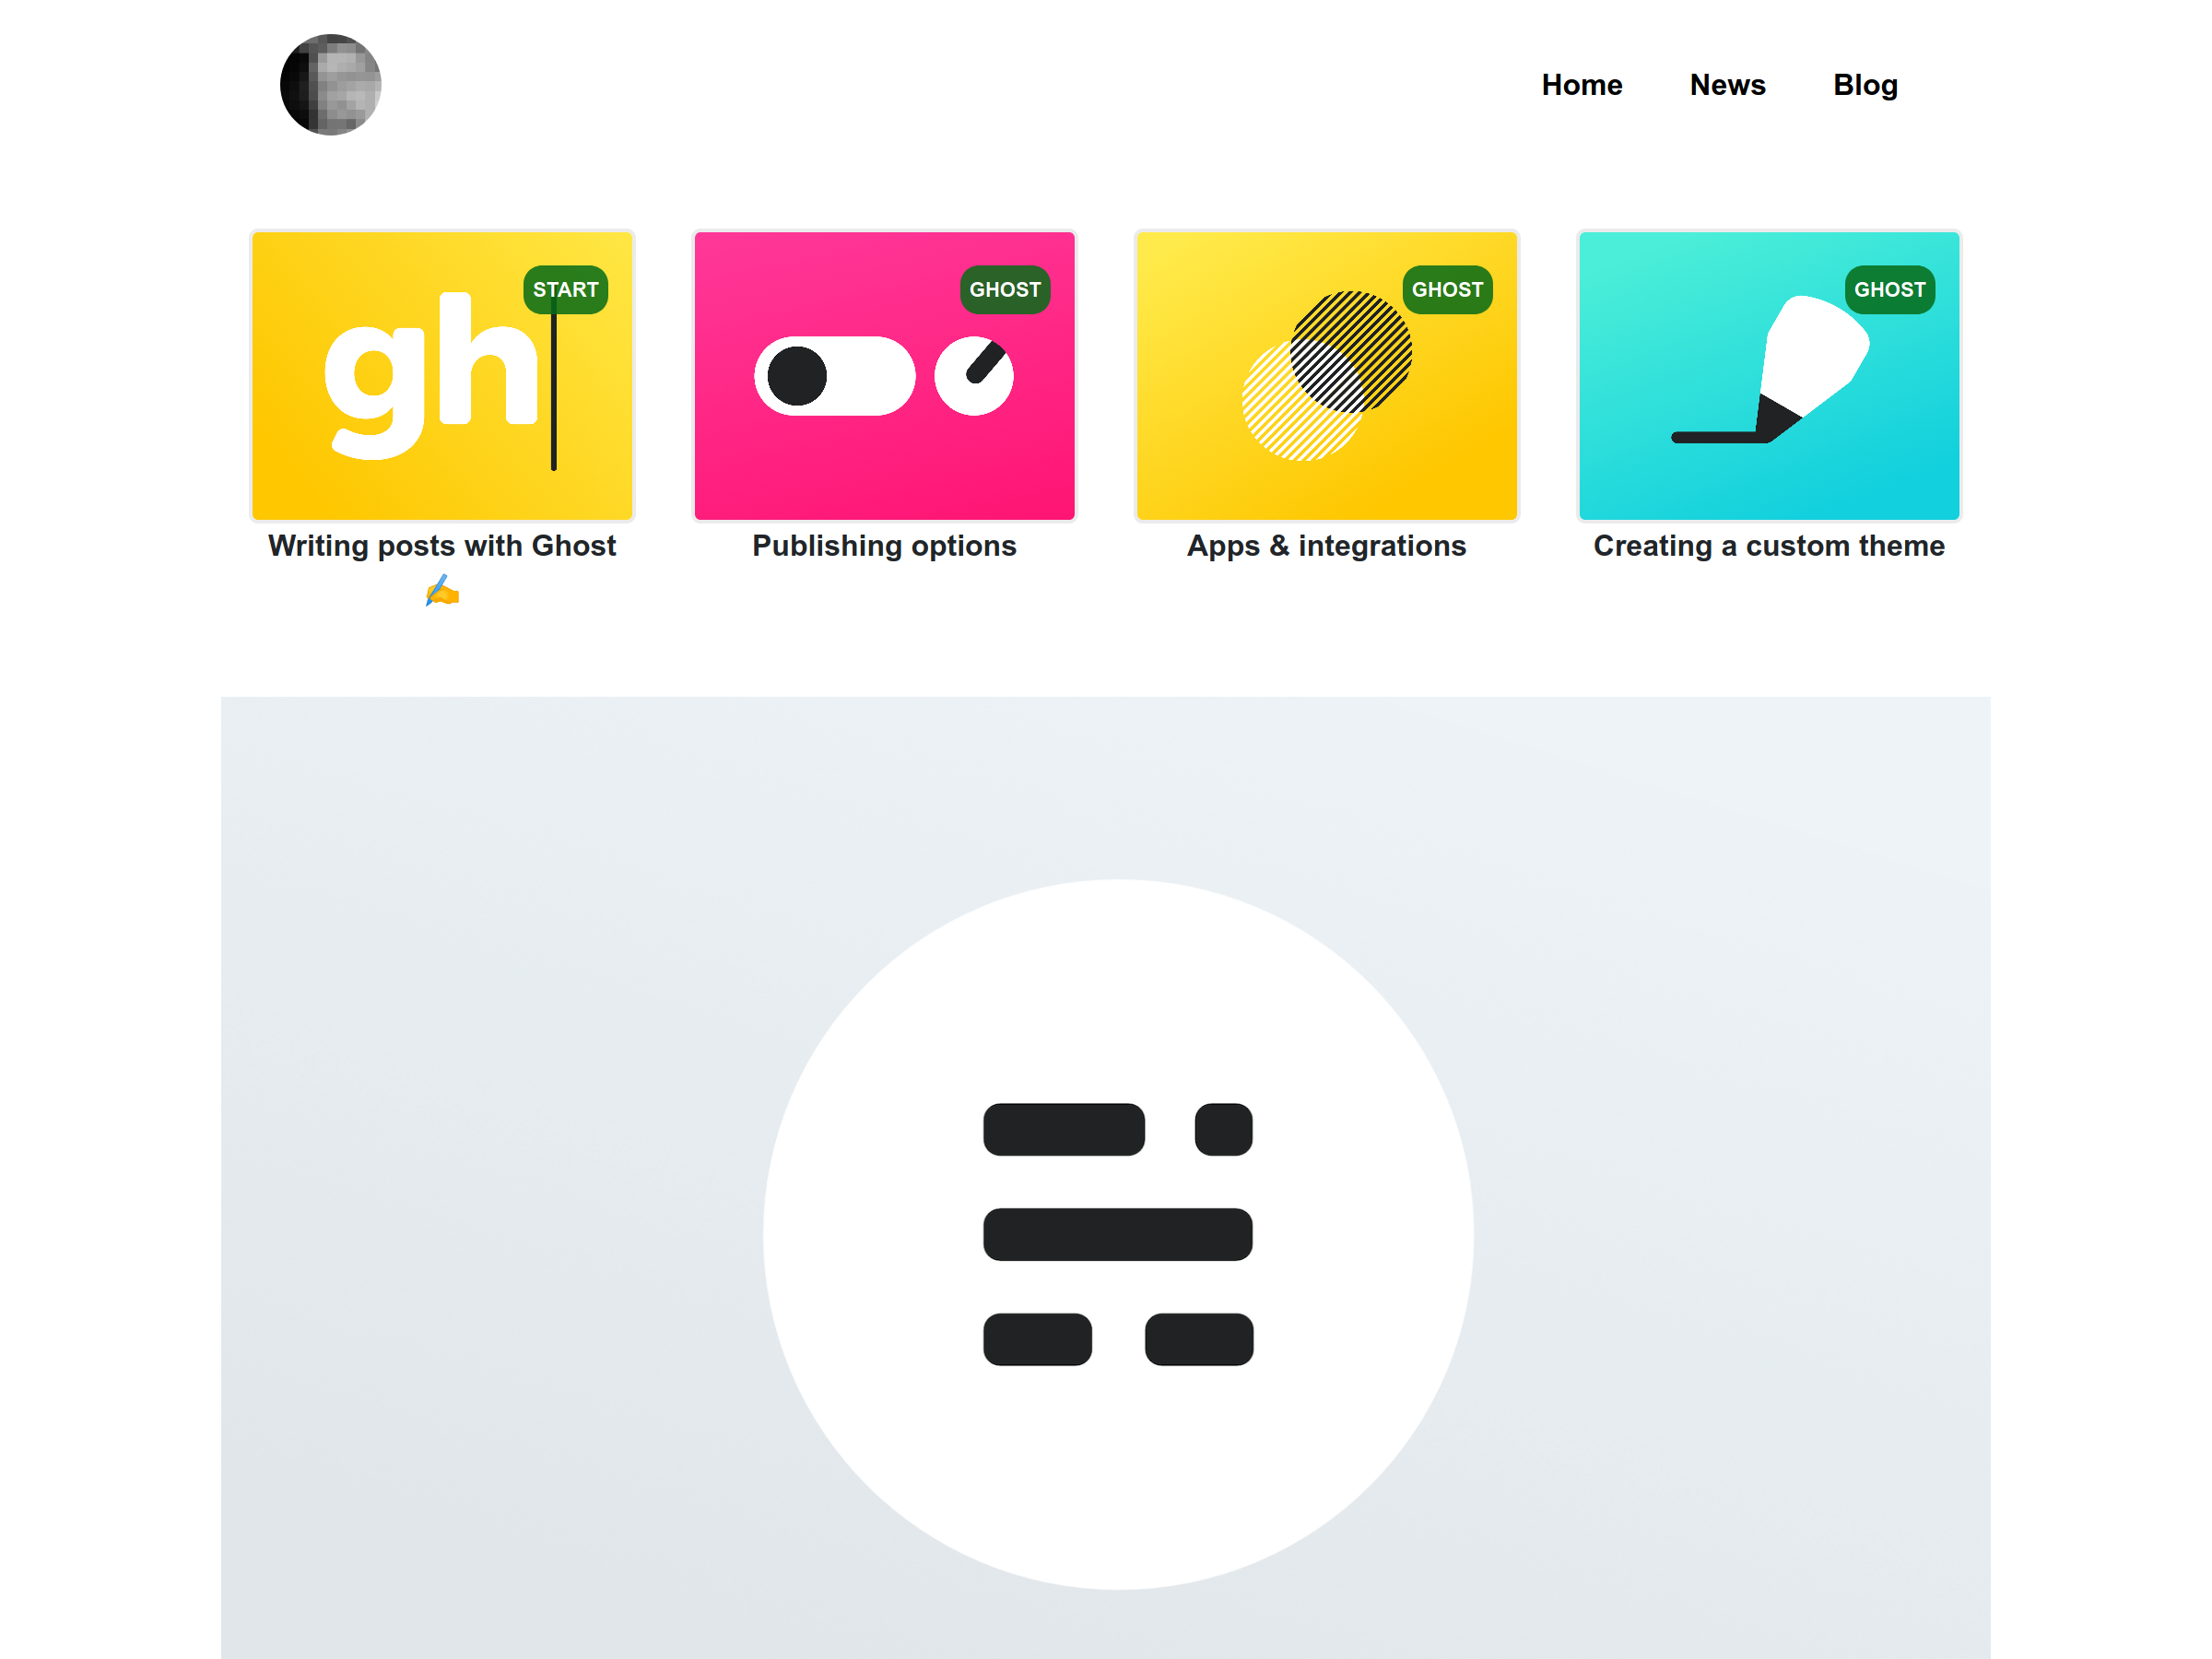 Home News Blog
START
gh
GHOST
GHOST
GHOST
Writing posts with Ghost
✍️
Publishing options
Apps & integrations
Creating a custom theme